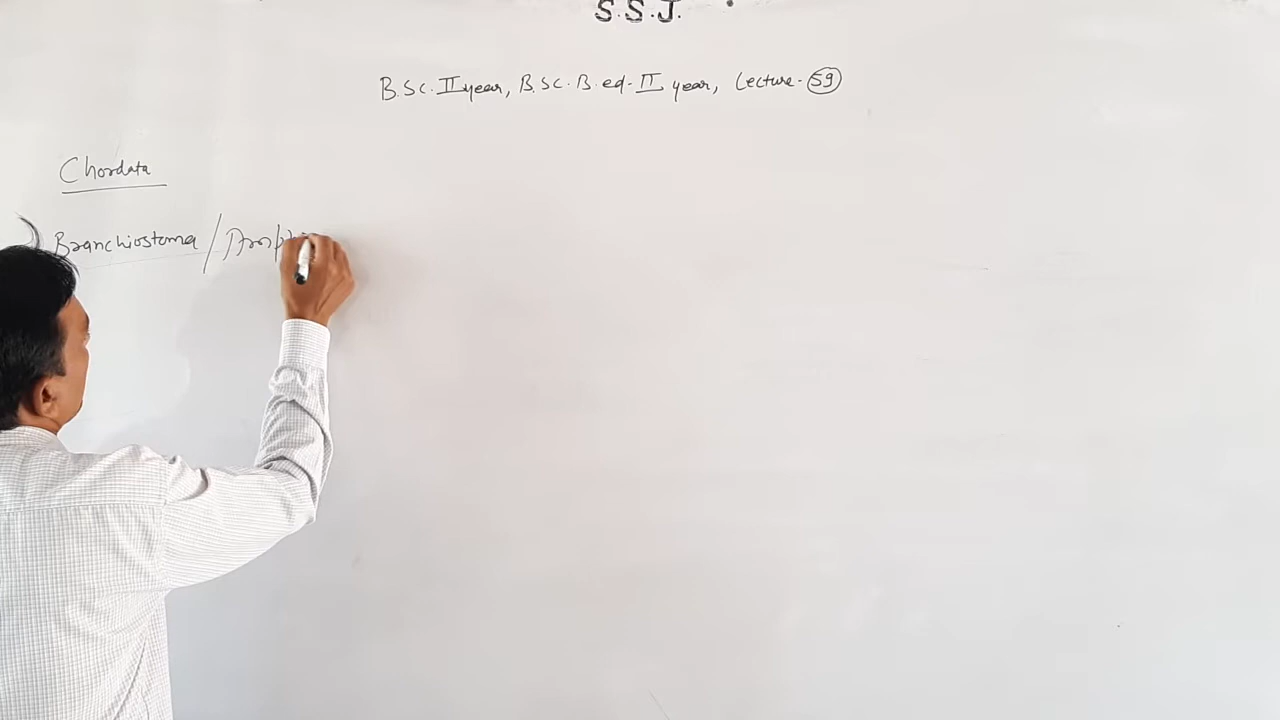 S.S.J.
B.Sc. II year, B.Sc. B.ed. II year, Lecture - 59
Chordata
Branchiostoma /